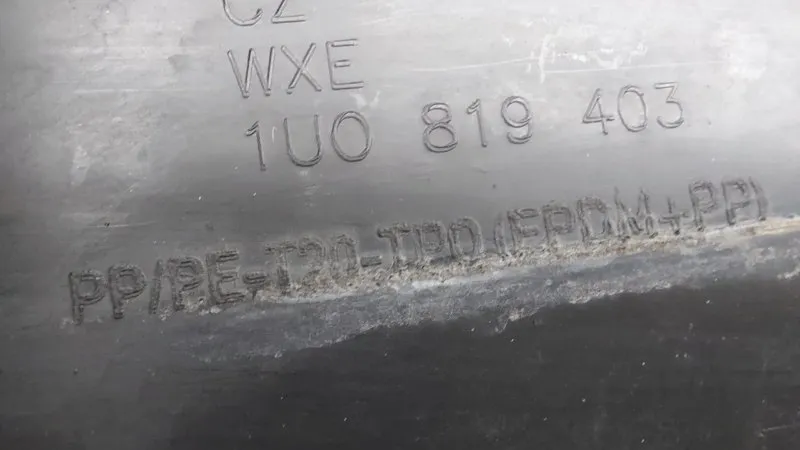 CZ
WXE
1U0 819 403
PP/PE-T20-TPO (EPDM+PP)